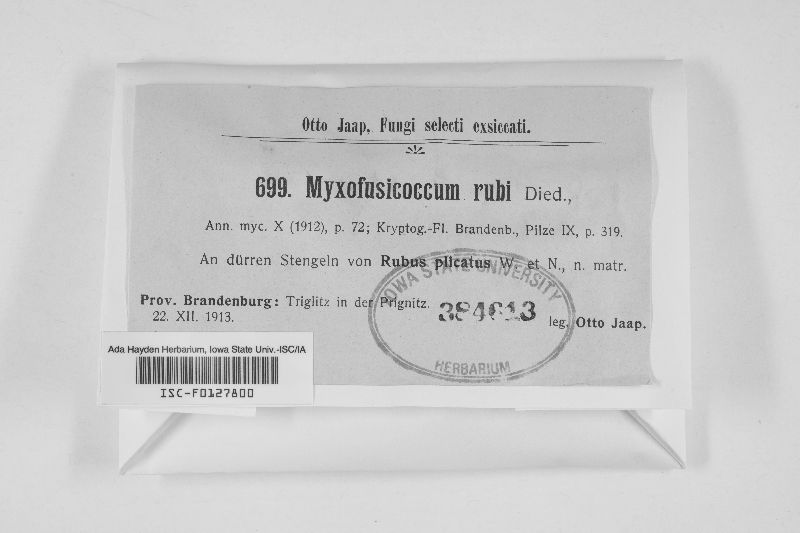 Otto Jaap, Fungi selecti exsiccati.
699. Myxofusicoccum rubi Died.,
Ann. myc. X (1912), p. 72; Kryptog.-Fl. Brandenb., Pilze IX, p. 319.
An dürren Stengeln von Rubus plicatus W. et N., n. matr.
Prov. Brandenburg: Triglitz in der Prignitz.
22. XII. 1913.
leg. Otto Jaap.
IOWA STATE UNIVERSITY
384613
HERBARIUM
Ada Hayden Herbarium, Iowa State Univ.-ISC/IA
ISC-F0127800